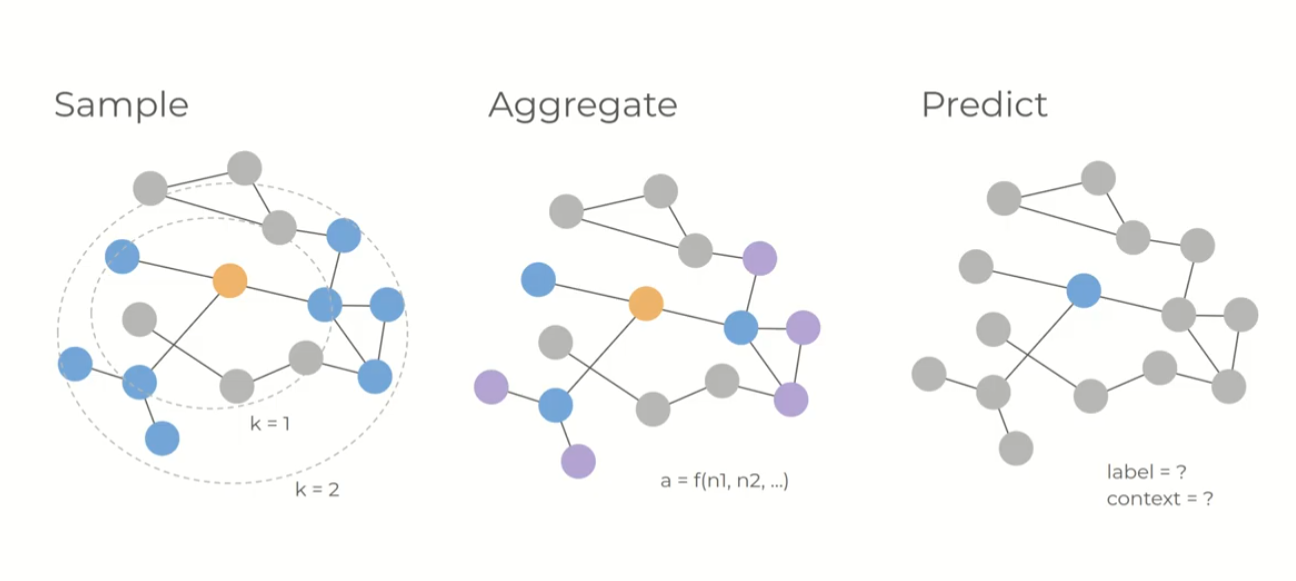 Sample
k = 1
k = 2
Aggregate
a = f(n1, n2, ...)
Predict
label = ?
context = ?